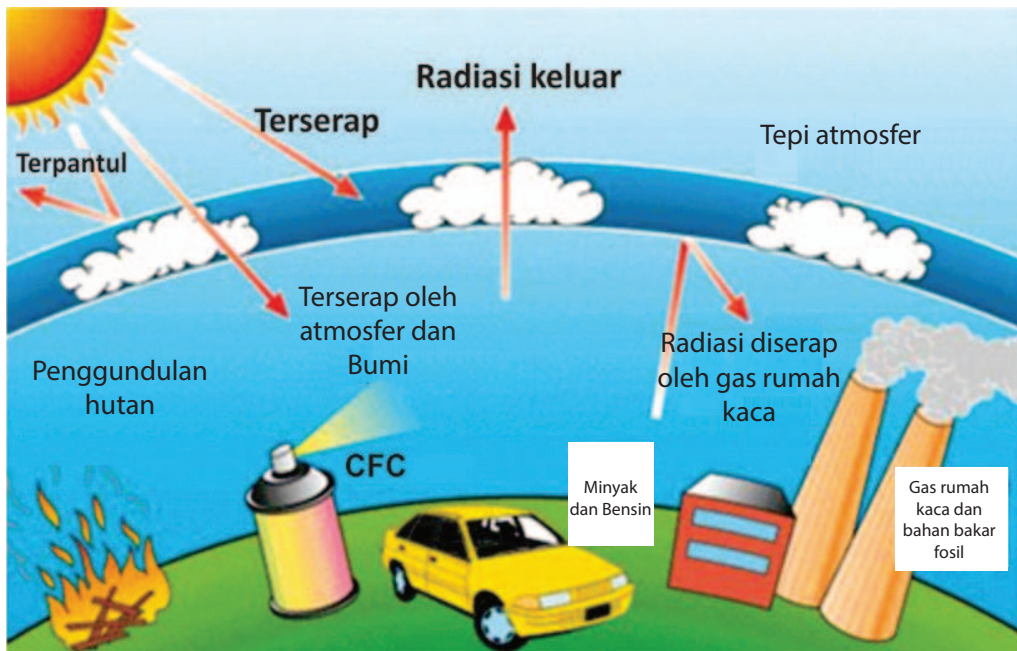 Radiasi keluar
Terserap
Tepi atmosfer
Terpantul
Terserap oleh
atmosfer dan
Bumi
Radiasi diserap
oleh gas rumah
kaca
Penggundulan
hutan
CFC
Minyak
dan Bensin
Gas rumah
kaca dan
bahan bakar
fosil